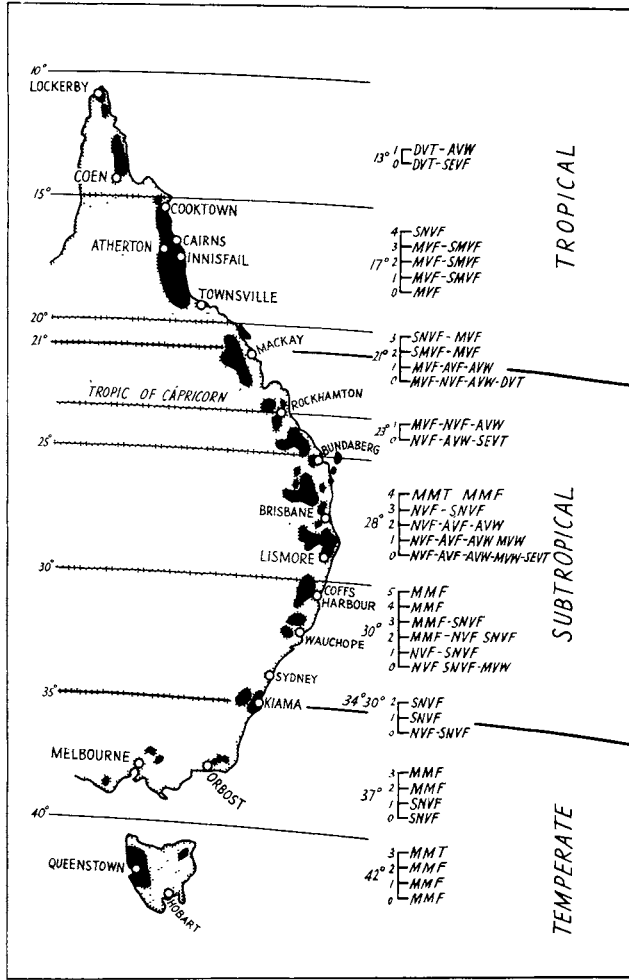 10°
LOCKERBY
13° 1 DVT-AVW
0 DVT-SEVF
TROPICAL
COEN
15°
COOKTOWN
CAIRNS
ATHERTON
INNISFAIL
17° 4 SNVF
3 MVF-SMVF
2 MVF-SMVF
1 MVF-SMVF
0 MVF
TOWNSVILLE
20°
21°
MACKAY
21° 3 SNVF-MVF
2 SMVF-MVF
1 MVF-AVF-AVW
0 MVF-NVF-AVW-DVT
TROPIC OF CAPRICORN
ROCKHAMTON
23° 1 MVF-NVF-AVW
0 NVF-AVW-SEVT
25°
BUNDABERG
SUBTROPICAL
BRISBANE
28° 4 MMT MMF
3 NVF-SNVF
2 NVF-AVF-AVW
1 NVF-AVF-AVW MVW
0 NVF-AVF-AVW-MVW-SEVT
LISMORE
30°
COFFS
HARBOUR
WAUCHOPE
30° 5 MMF
4 MMF
3 MMF-SNVF
2 MMF-NVF SNVF
1 NVF-SNVF
0 NVF SNVF-MVW
SYDNEY
35°
KIAMA
34°30° 2 SNVF
1 SNVF
0 NVF-SNVF
MELBOURNE
ORBOST
37° 3 MMF
2 MMF
1 SNVF
0 SNVF
TEMPERATE
40°
QUEENSTOWN
HOBART
42° 3 MMT
2 MMF
1 MMF
0 MMF